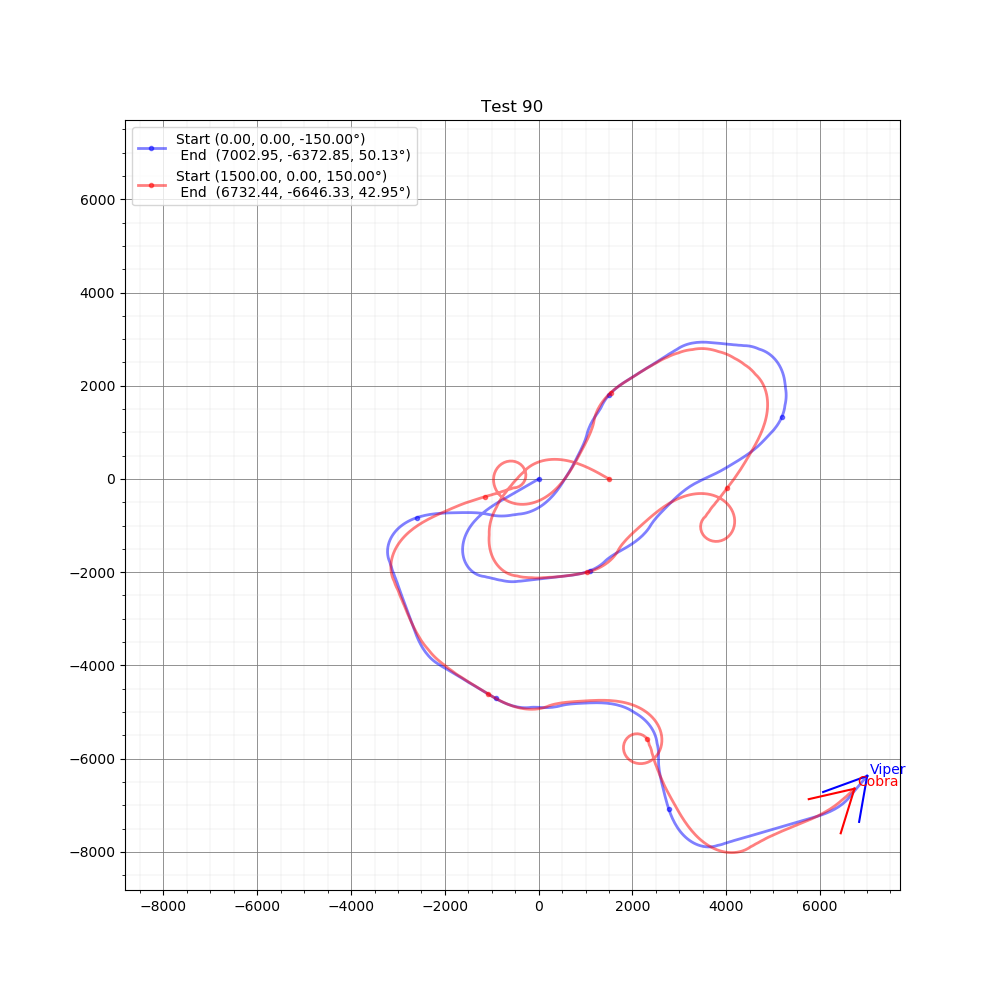 Test 90
Start (0.00, 0.00, -150.00°)
End (7002.95, -6372.85, 50.13°)
Start (1500.00, 0.00, 150.00°)
End (6732.44, -6646.33, 42.95°)
6000
4000
2000
0
−2000
−4000
−6000
−8000
Viper
Cobra
−8000 −6000 −4000 −2000 0 2000 4000 6000